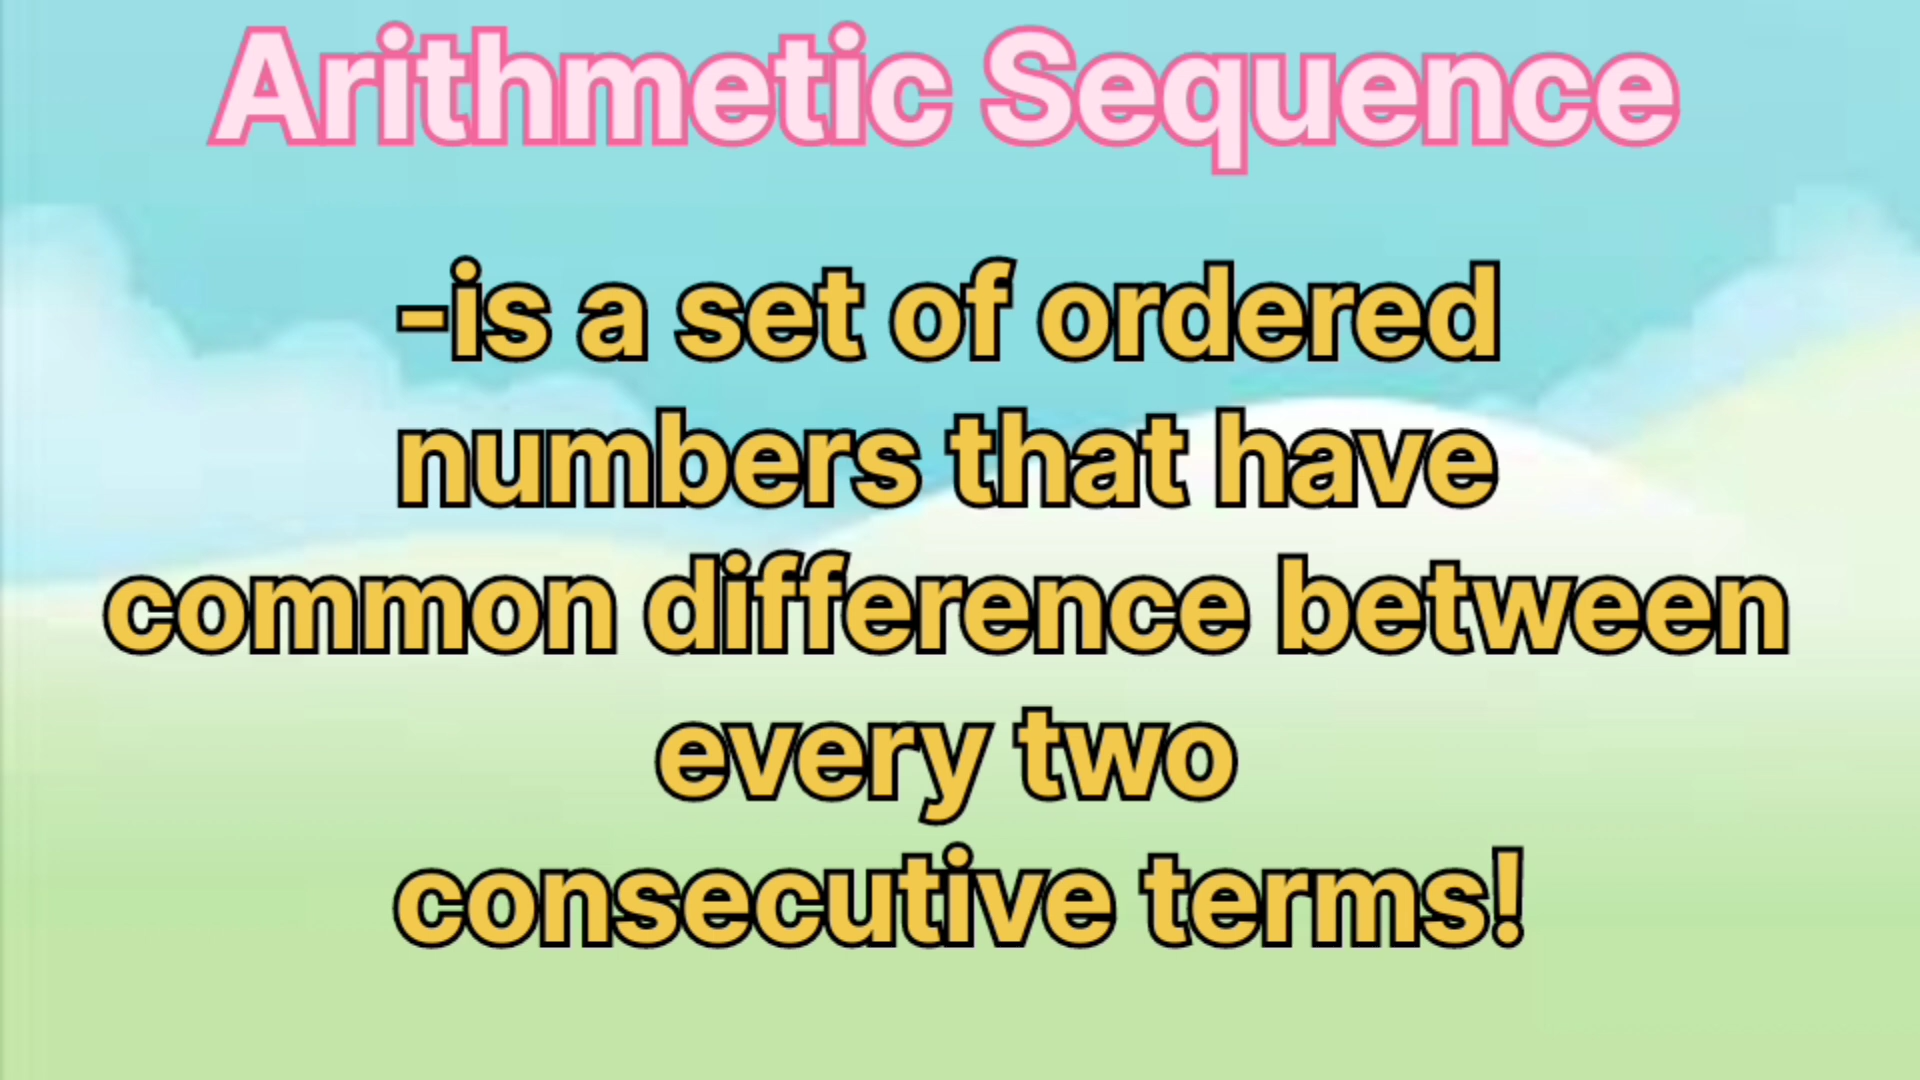 Arithmetic Sequence
-is a set of ordered
numbers that have
common difference between
every two
consecutive terms!